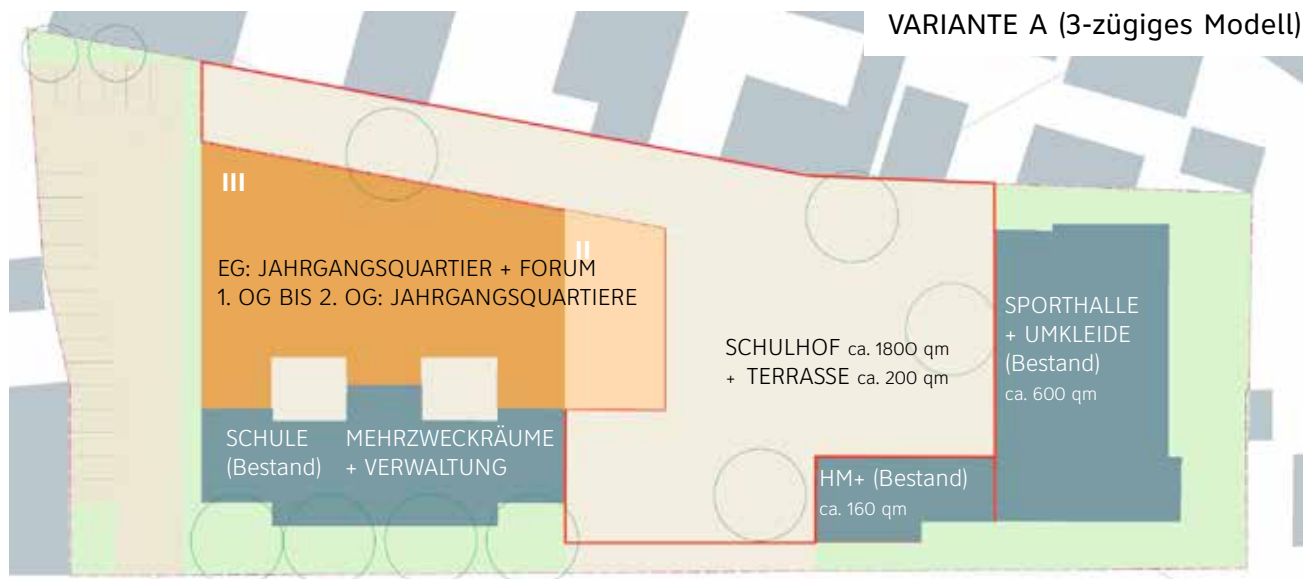 VARIANTE A (3-zügiges Modell)
III
II
EG: JAHRGANGSQUARTIER + FORUM
1. OG BIS 2. OG: JAHRGANGSQUARTIERE
SCHULHOF ca. 1800 qm
+ TERRASSE ca. 200 qm
SPORTHALLE
+ UMKLEIDE
(Bestand)
ca. 600 qm
SCHULE
(Bestand)
MEHRZWECKRÄUME
+ VERWALTUNG
HM+ (Bestand)
ca. 160 qm